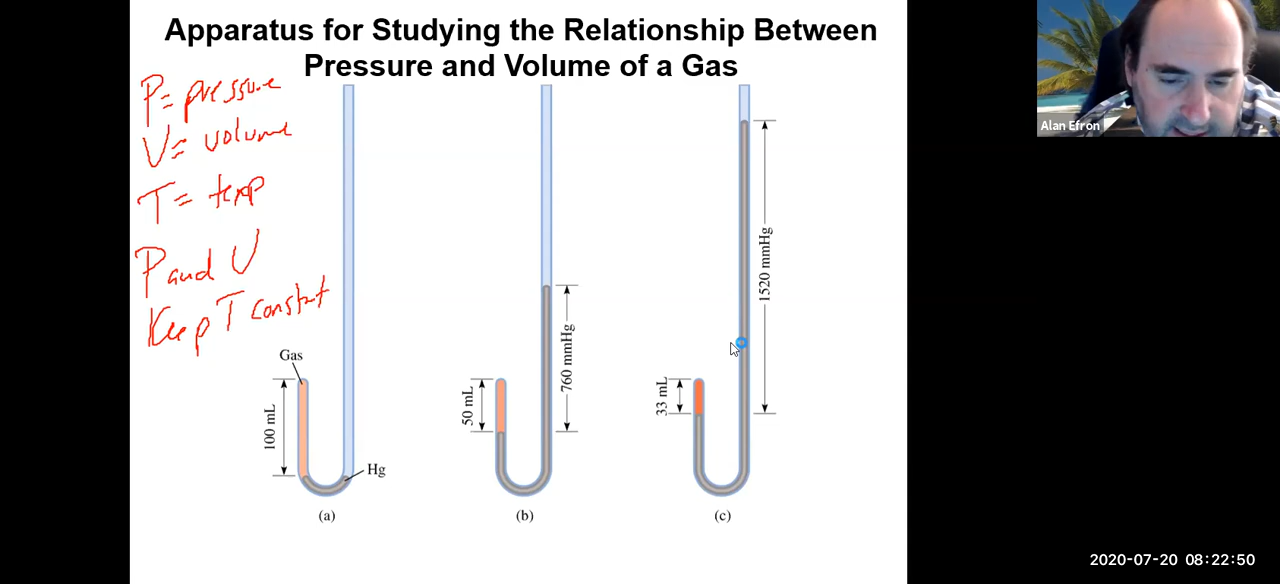 Apparatus for Studying the Relationship Between
Pressure and Volume of a Gas
P = pressure
V = volume
T = temp
P and V
Keep T constant
Gas
100 mL
Hg
(a)
50 mL
760 mmHg
(b)
33 mL
1520 mmHg
(c)
Alan Efron
2020-07-20 08:22:50